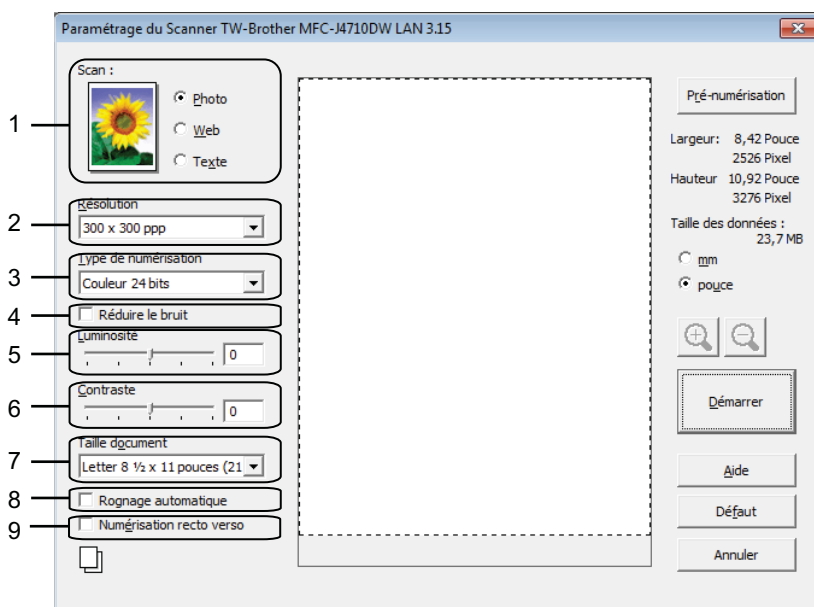 Paramétrage du Scanner TW-Brother MFC-J4710DW LAN 3.15
1
Scan :
Photo
Web
Texte
2
Résolution
300 x 300 ppp
3
Type de numérisation
Couleur 24 bits
4
Réduire le bruit
5
Luminosité
0
6
Contraste
0
7
Taille document
Letter 8 ½ x 11 pouces (21
8
Rognage automatique
9
Numérisation recto verso
Pré-numérisation
Largeur: 8,42 Pouce
2526 Pixel
Hauteur 10,92 Pouce
3276 Pixel
Taille des données :
23,7 MB
mm
pouce
Démarrer
Aide
Défaut
Annuler